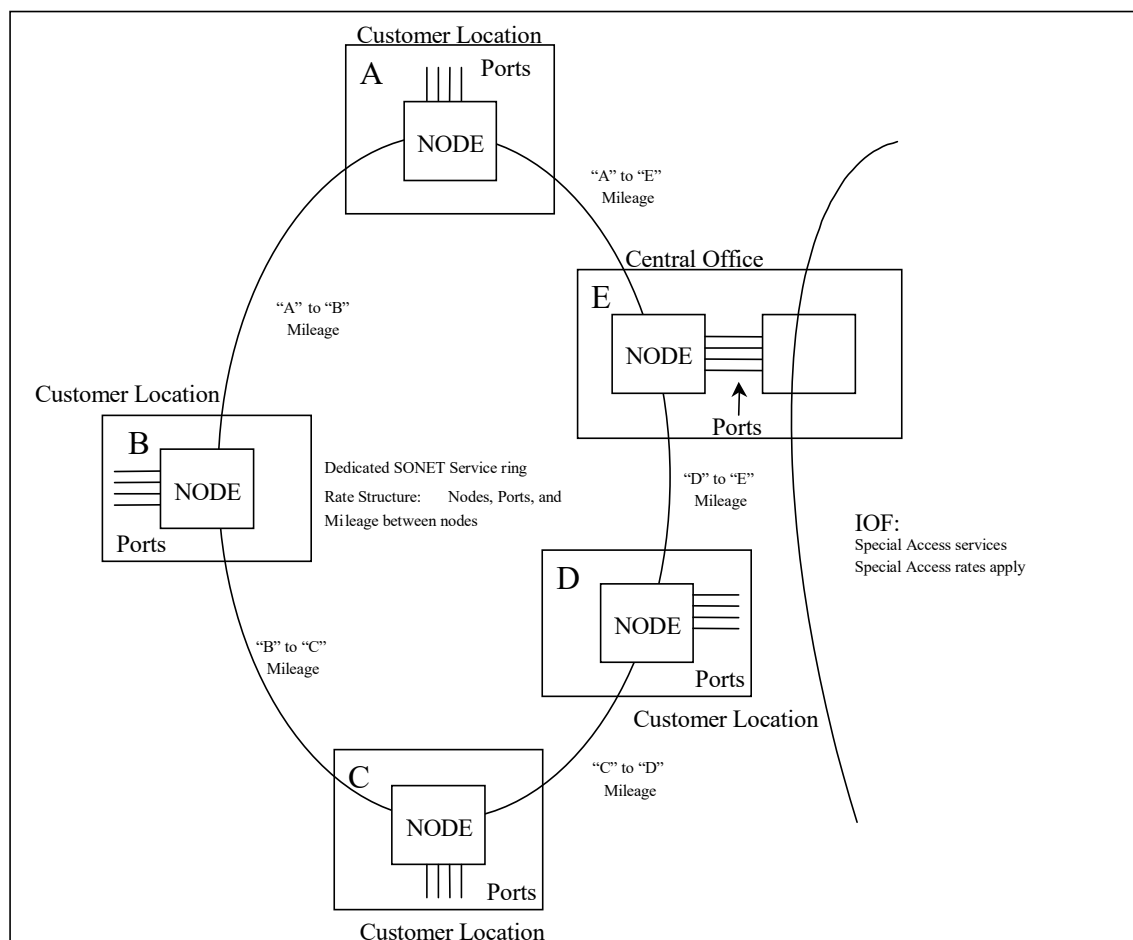 Customer Location
A
Ports
NODE
“A” to “E”
Mileage
Central Office
E
NODE
Ports
“A” to “B”
Mileage
Customer Location
B
NODE
Ports
Dedicated SONET Service ring
Rate Structure: Nodes, Ports, and
Mileage between nodes
“D” to “E”
Mileage
IOF:
Special Access services
Special Access rates apply
D
NODE
Ports
Customer Location
“B” to “C”
Mileage
C
NODE
Ports
Customer Location
“C” to “D”
Mileage